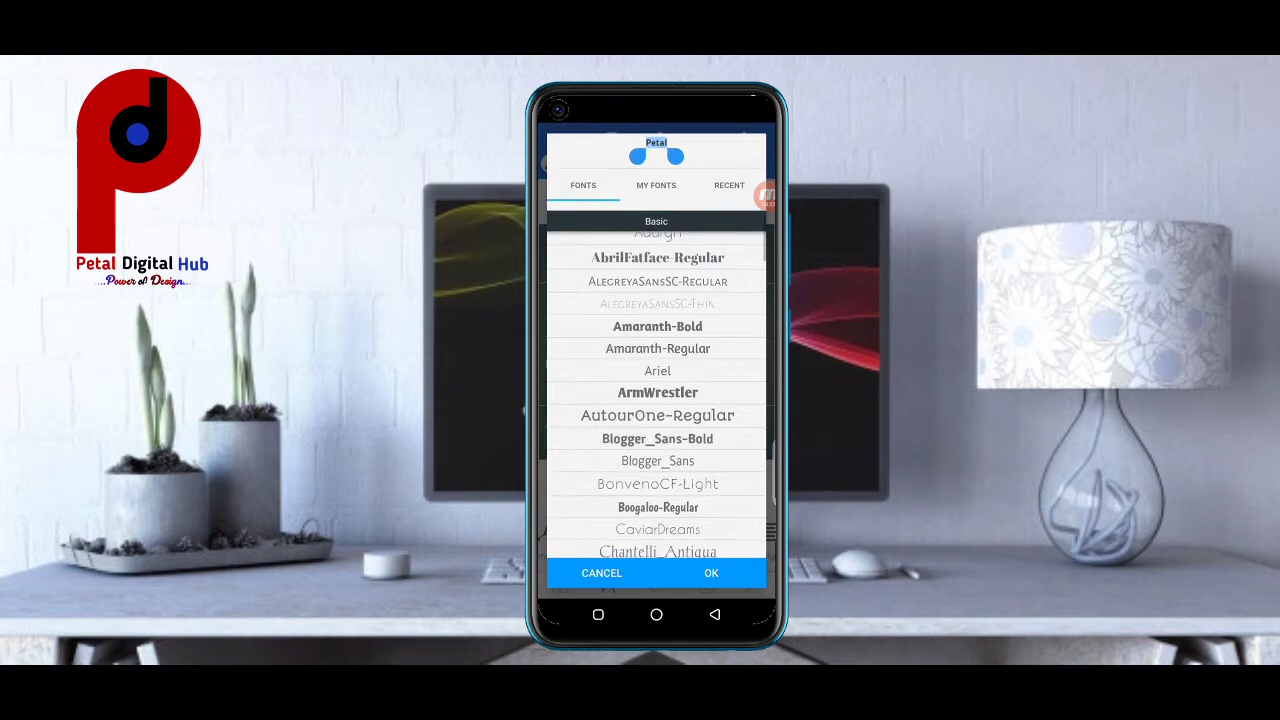 Petal Digital Hub
...Power of Design...
Petal
FONTS MY FONTS RECENT
Basic
AbrilFatface-Regular
AlegreyaSansSC-Regular
AlegreyaSansSC-Thin
Amaranth-Bold
Amaranth-Regular
Ariel
ArmWrestler
AutourOne-Regular
Blogger_Sans-Bold
Blogger_Sans
BonvenoCF-Light
Boogaloo-Regular
CaviarDreams
Chantelli_Antiqua
CANCEL OK